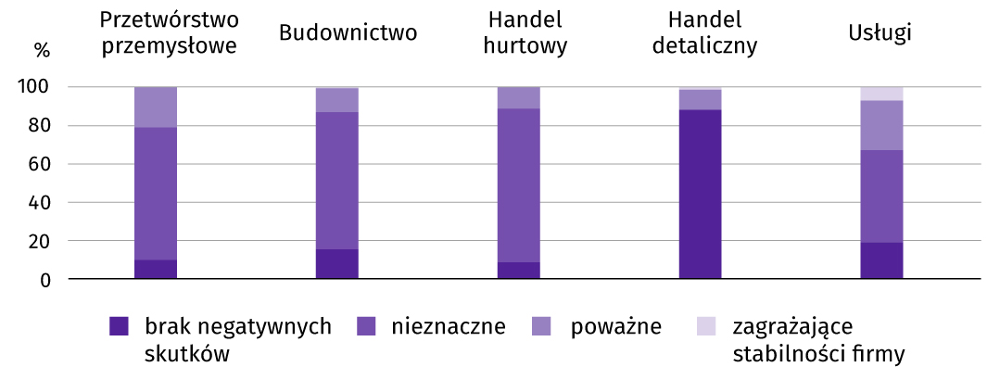 Przetwórstwo
przemysłowe
Budownictwo
Handel
hurtowy
Handel
detaliczny
Usługi
%
100
80
60
40
20
0
brak negatywnych
skutków
nieznaczne
poważne
zagrażające
stabilności firmy